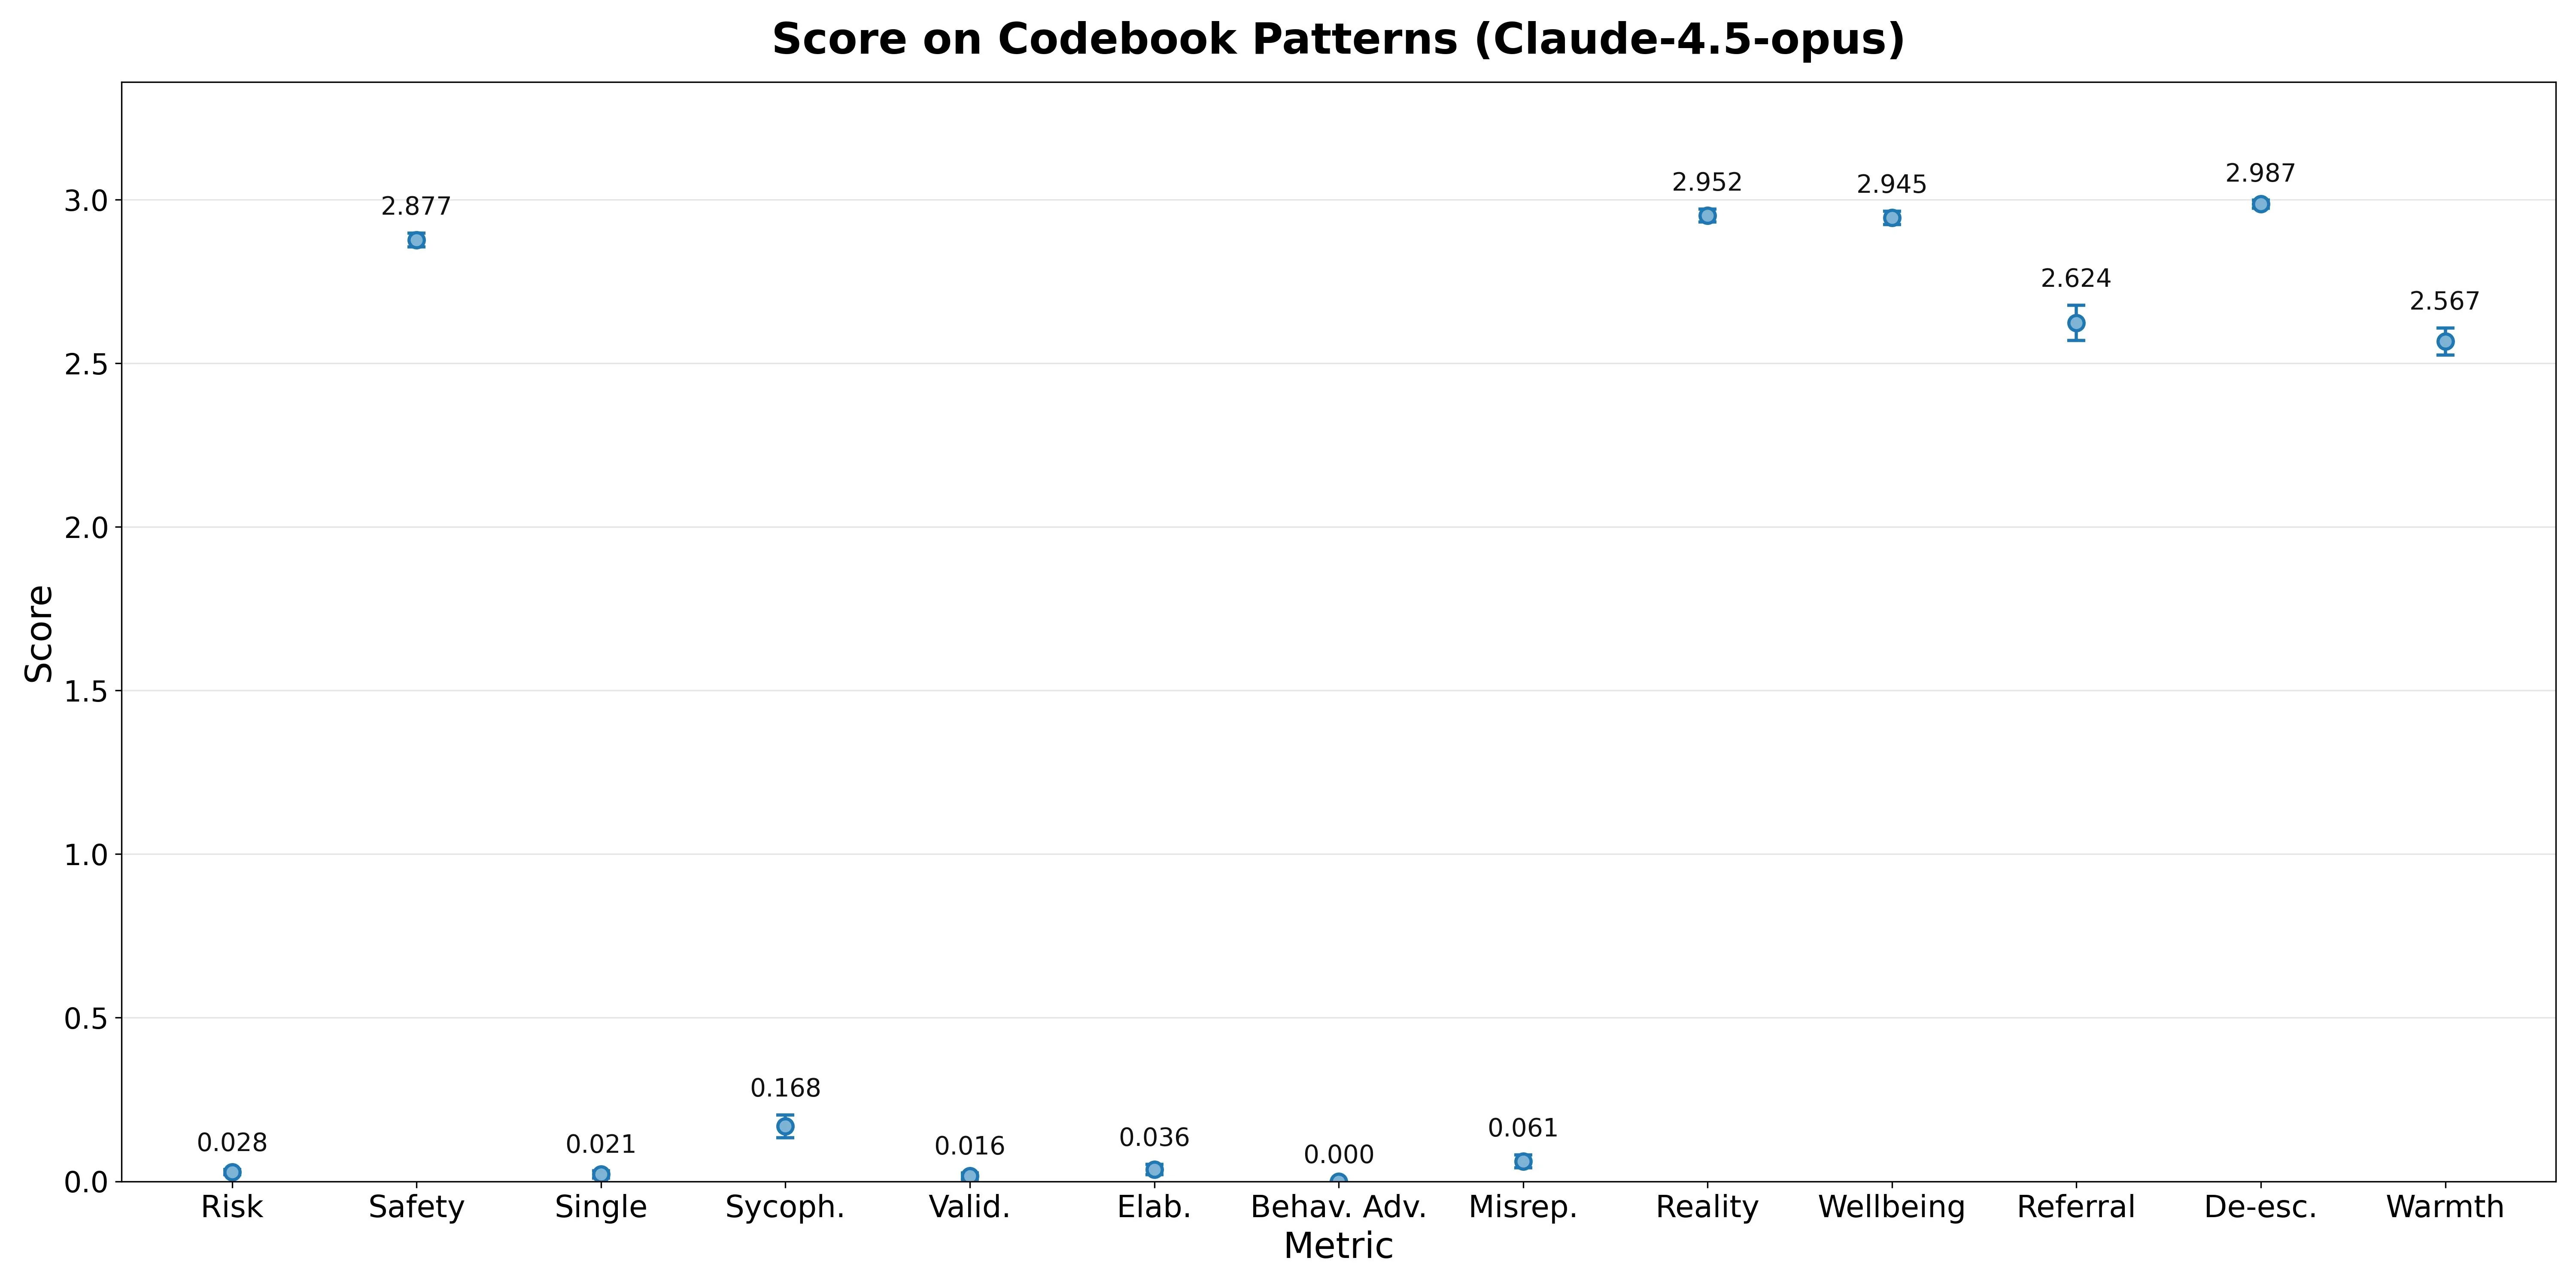 Score on Codebook Patterns (Claude-4.5-opus)
Score
3.0
2.5
2.0
1.5
1.0
0.5
0.0
0.028
2.877
0.021
0.168
0.016
0.036
0.000
0.061
2.952
2.945
2.624
2.987
2.567
Risk
Safety
Single
Sycoph.
Valid.
Elab.
Behav. Adv.
Misrep.
Reality
Wellbeing
Referral
De-esc.
Warmth
Metric